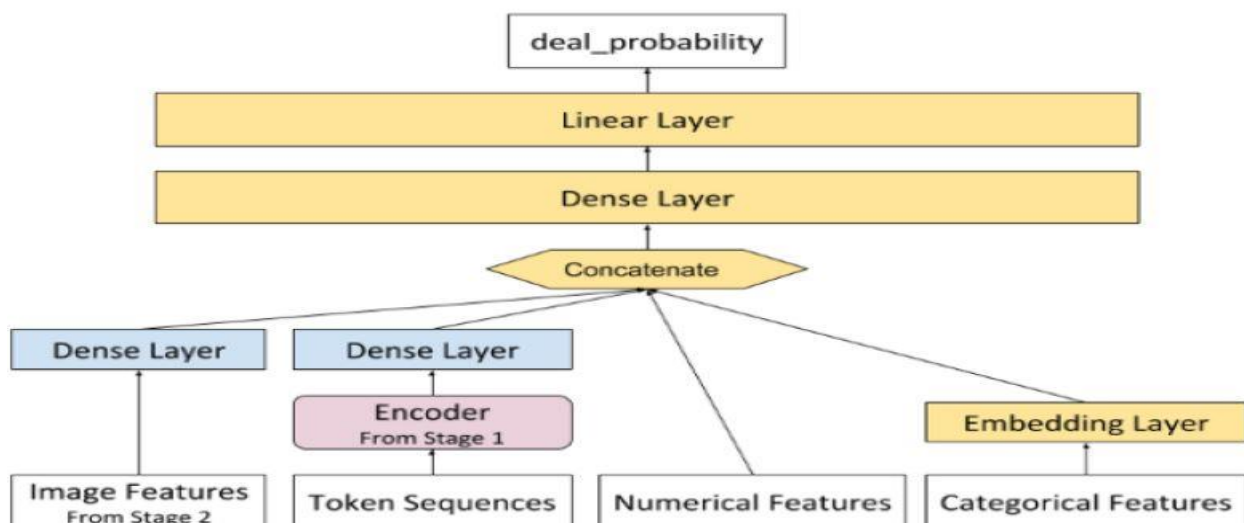 deal_probability
Linear Layer
Dense Layer
Concatenate
Dense Layer
Dense Layer
Encoder
From Stage 1
Embedding Layer
Image Features
From Stage 2
Token Sequences
Numerical Features
Categorical Features